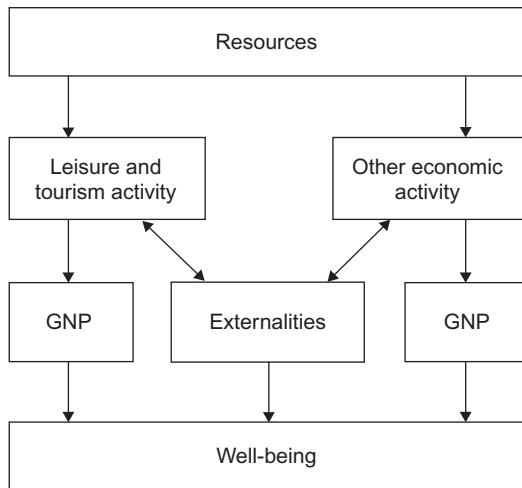 Resources
Leisure and
tourism activity
Other economic
activity
GNP
Externalities
GNP
Well-being